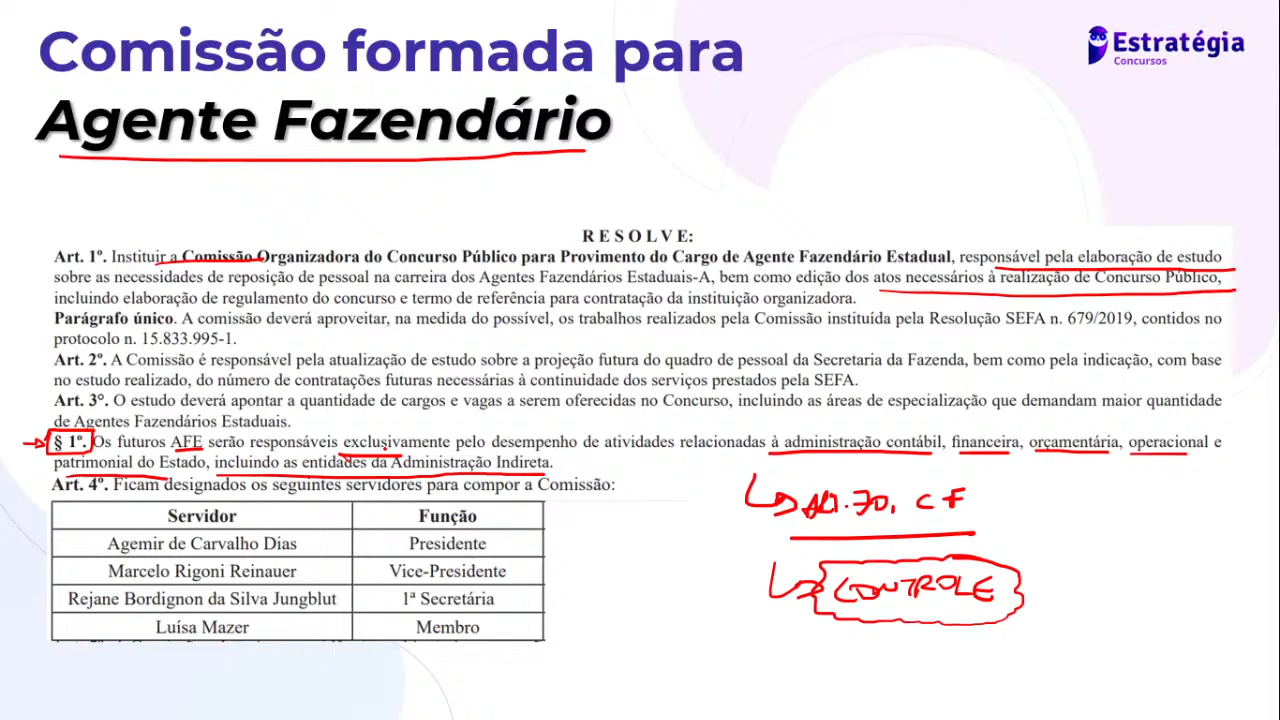 Comissão formada para
Agente Fazendário
Estratégia
Concursos
R E S O L V E:
Art. 1º. Instituir a Comissão Organizadora do Concurso Público para Provimento do Cargo de Agente Fazendário Estadual, responsável pela elaboração de estudo
sobre as necessidades de reposição de pessoal na carreira dos Agentes Fazendários Estaduais-A, bem como edição dos atos necessários à realização de Concurso Público,
incluindo elaboração de regulamento do concurso e termo de referência para contratação da instituição organizadora.
Parágrafo único. A comissão deverá aproveitar, na medida do possível, os trabalhos realizados pela Comissão instituída pela Resolução SEFA n. 679/2019, contidos no
protocolo n. 15.833.995-1.
Art. 2º. A Comissão é responsável pela atualização de estudo sobre a projeção futura do quadro de pessoal da Secretaria da Fazenda, bem como pela indicação, com base
no estudo realizado, do número de contratações futuras necessárias à continuidade dos serviços prestados pela SEFA.
Art. 3°. O estudo deverá apontar a quantidade de cargos e vagas a serem oferecidas no Concurso, incluindo as áreas de especialização que demandam maior quantidade
de Agentes Fazendários Estaduais.
§ 1º. Os futuros AFE serão responsáveis exclusivamente pelo desempenho de atividades relacionadas à administração contábil, financeira, orçamentária, operacional e
patrimonial do Estado, incluindo as entidades da Administração Indireta.
Art. 4º. Ficam designados os seguintes servidores para compor a Comissão:
Servidor Função
Agemir de Carvalho Dias Presidente
Marcelo Rigoni Reinauer Vice-Presidente
Rejane Bordignon da Silva Jungblut 1ª Secretária
Luísa Mazer Membro
ART. 70, CF
CONTROLE